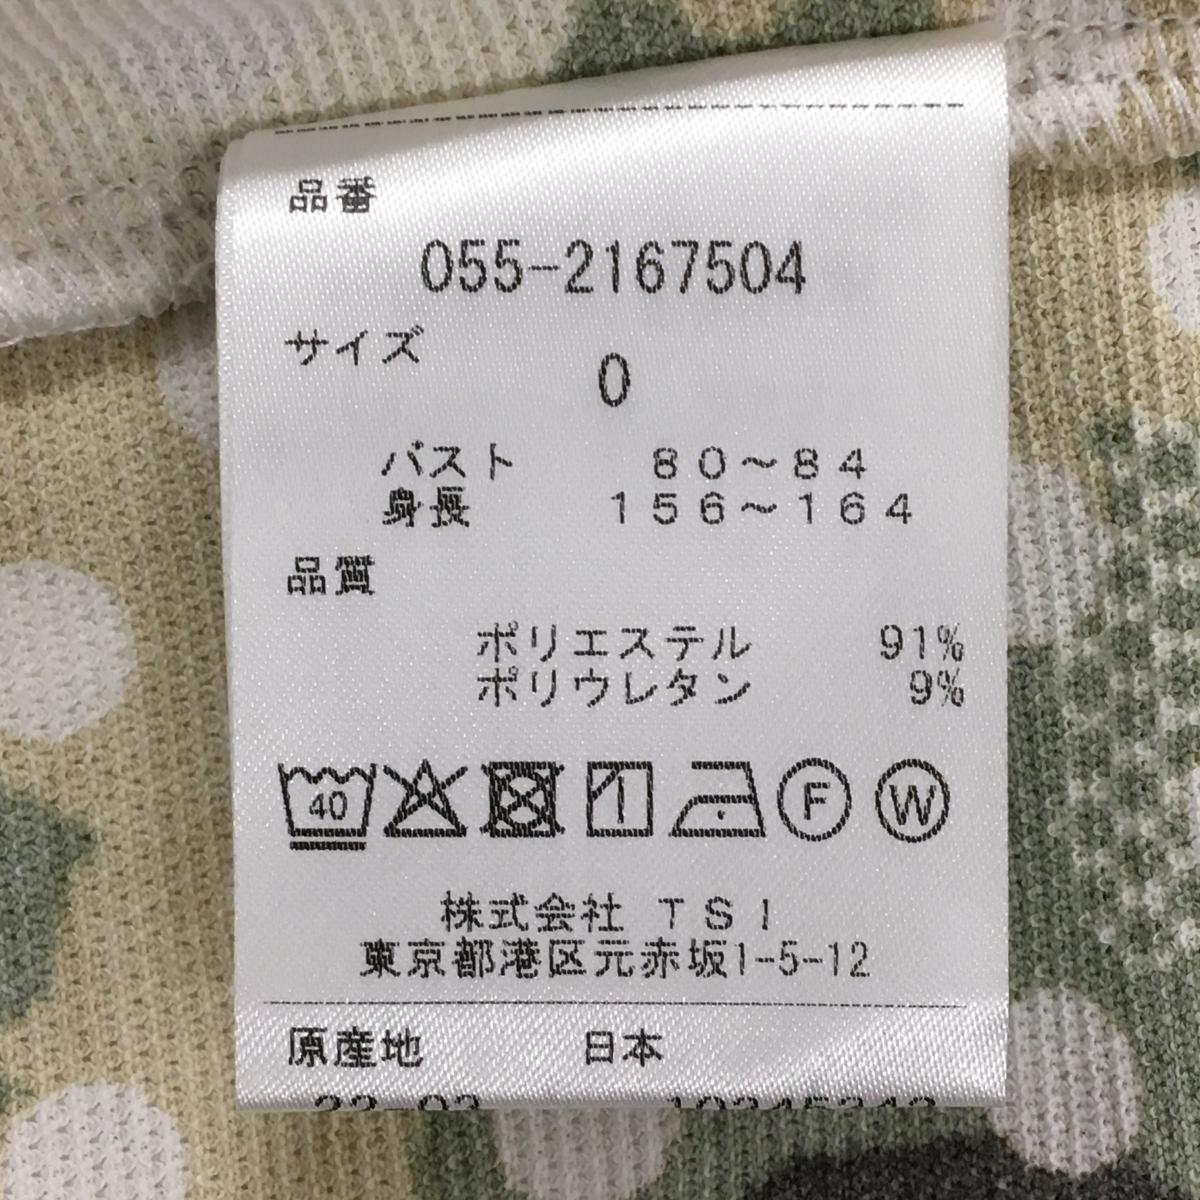 品番
055-2167504
サイズ
0
バスト 80～84
身長 156～164
品質
ポリエステル 91%
ポリウレタン 9%
40 F W
株式会社 TSI
東京都港区元赤坂1-5-12
原産地 日本